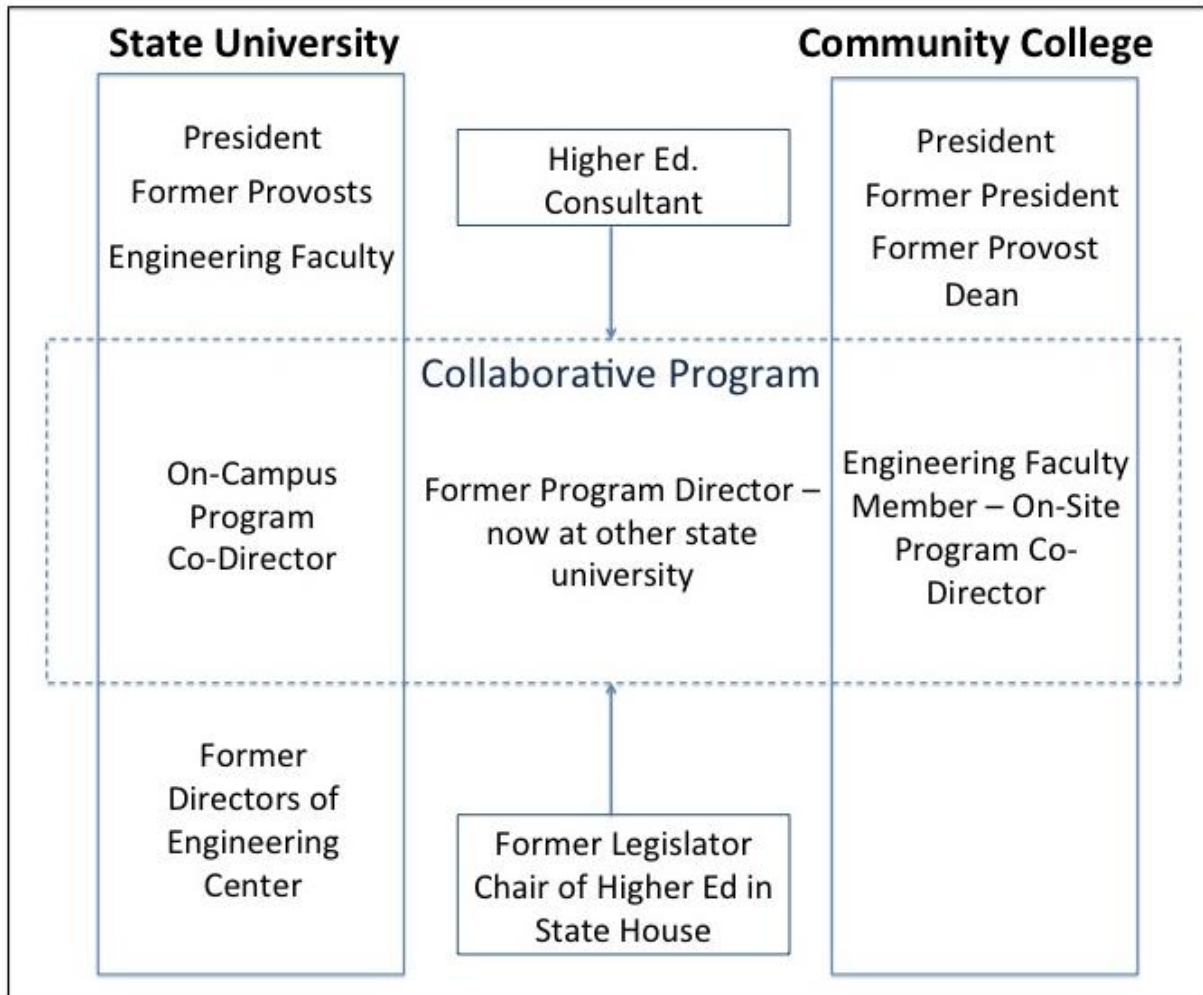 State University
Community College
President
Former Provosts
Engineering Faculty
Higher Ed.
Consultant
President
Former President
Former Provost
Dean
Collaborative Program
On-Campus
Program
Co-Director
Former Program Director –
now at other state
university
Engineering Faculty
Member – On-Site
Program Co-
Director
Former
Directors of
Engineering
Center
Former Legislator
Chair of Higher Ed in
State House